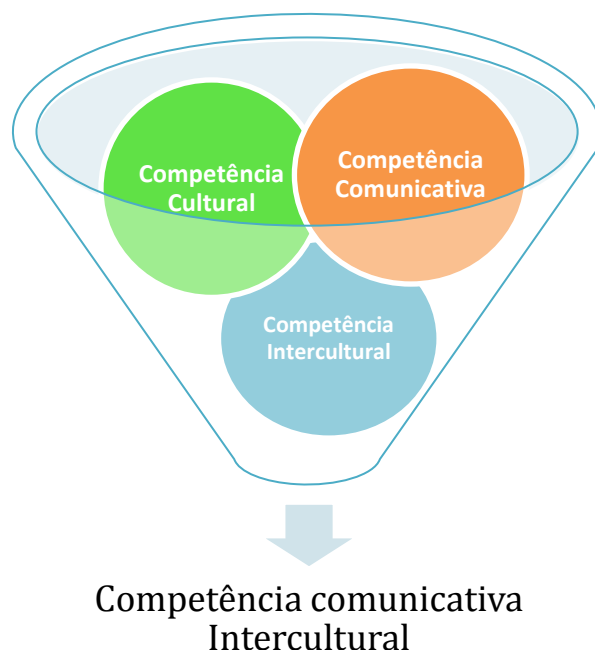 Competência
Cultural
Competência
Comunicativa
Competência
Intercultural
Competência comunicativa
Intercultural